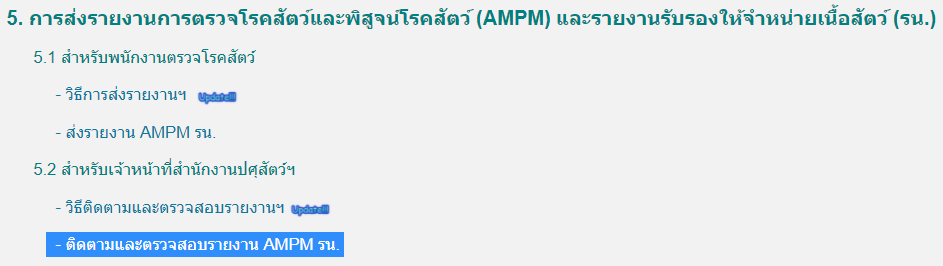 5. การส่งรายงานการตรวจโรคสัตว์และพิสูจน์โรคสัตว์ (AMPM) และรายงานรับรองให้จำหน่ายเนื้อสัตว์ (รน.)
5.1 สำหรับพนักงานตรวจโรคสัตว์
- วิธีการส่งรายงานฯ Update!!!
- ส่งรายงาน AMPM รน.
5.2 สำหรับเจ้าหน้าที่สำนักงานปศุสัตว์ฯ
- วิธีติดตามและตรวจสอบรายงานฯ Update!!!
- ติดตามและตรวจสอบรายงาน AMPM รน.